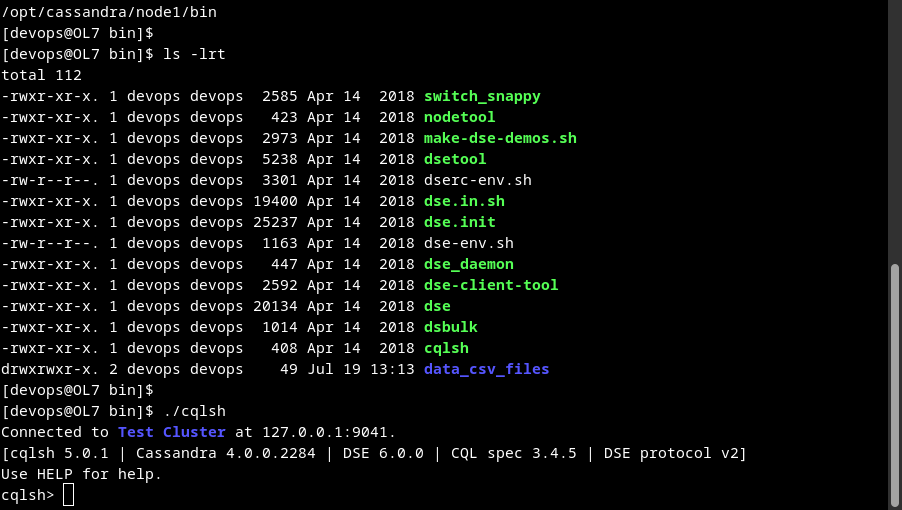 /opt/cassandra/node1/bin
[devops@OL7 bin]$
[devops@OL7 bin]$ ls -lrt
total 112
-rwxr-xr-x. 1 devops devops  2585 Apr 14  2018 switch_snappy
-rwxr-xr-x. 1 devops devops   423 Apr 14  2018 nodetool
-rwxr-xr-x. 1 devops devops  2973 Apr 14  2018 make-dse-demos.sh
-rwxr-xr-x. 1 devops devops  5238 Apr 14  2018 dsetool
-rw-r--r--. 1 devops devops  3301 Apr 14  2018 dserc-env.sh
-rwxr-xr-x. 1 devops devops 19400 Apr 14  2018 dse.in.sh
-rwxr-xr-x. 1 devops devops 25237 Apr 14  2018 dse.init
-rw-r--r--. 1 devops devops  1163 Apr 14  2018 dse-env.sh
-rwxr-xr-x. 1 devops devops   447 Apr 14  2018 dse_daemon
-rwxr-xr-x. 1 devops devops  2592 Apr 14  2018 dse-client-tool
-rwxr-xr-x. 1 devops devops 20134 Apr 14  2018 dse
-rwxr-xr-x. 1 devops devops  1014 Apr 14  2018 dsbulk
-rwxr-xr-x. 1 devops devops   408 Apr 14  2018 cqlsh
drwxrwxr-x. 2 devops devops    49 Jul 19 13:13 data_csv_files
[devops@OL7 bin]$
[devops@OL7 bin]$ ./cqlsh
Connected to Test Cluster at 127.0.0.1:9041.
[cqlsh 5.0.1 | Cassandra 4.0.0.2284 | DSE 6.0.0 | CQL spec 3.4.5 | DSE protocol v2]
Use HELP for help.
cqlsh>